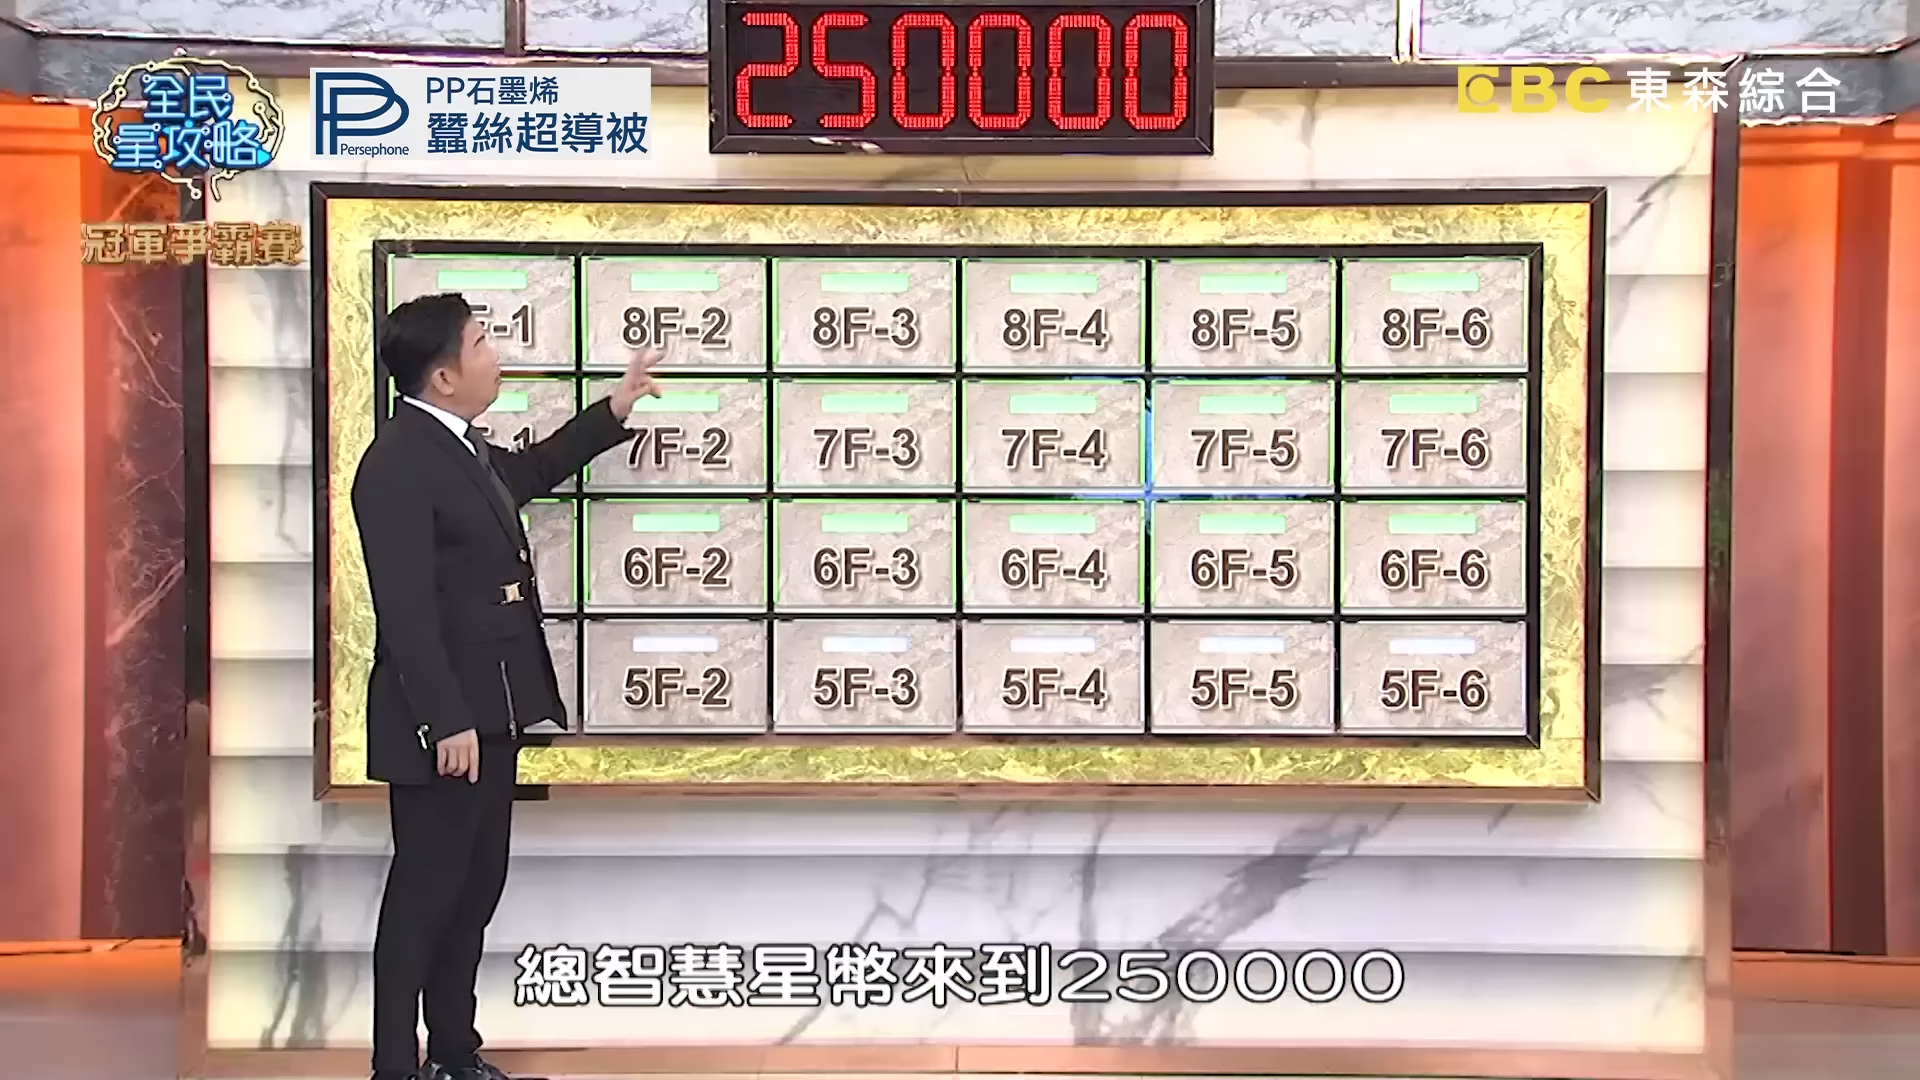 250000
全民
星攻略
冠軍爭霸賽
PP石墨烯
蠶絲超導被
Persephone
EBC 東森綜合
8F-2 8F-3 8F-4 8F-5 8F-6
7F-2 7F-3 7F-4 7F-5 7F-6
6F-2 6F-3 6F-4 6F-5 6F-6
5F-2 5F-3 5F-4 5F-5 5F-6
總智慧星幣來到250000